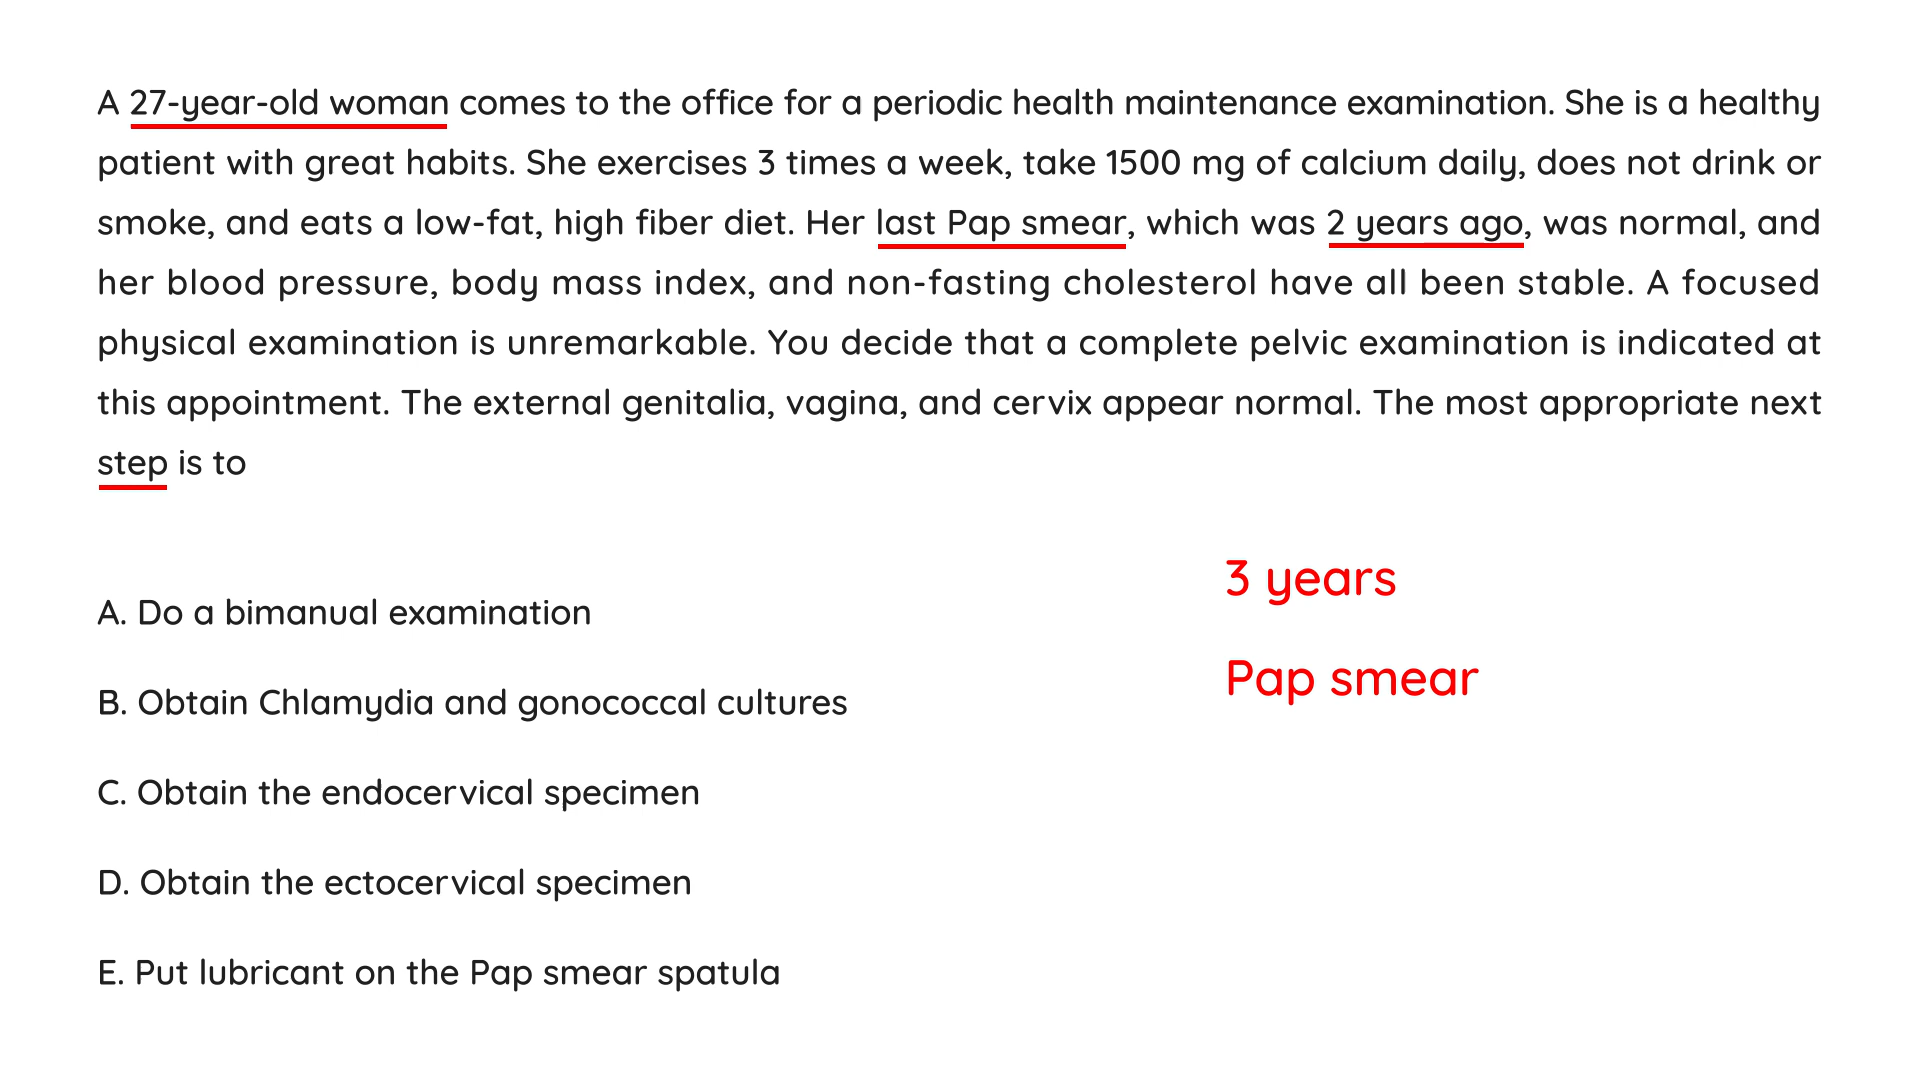 A 27-year-old woman comes to the office for a periodic health maintenance examination. She is a healthy
patient with great habits. She exercises 3 times a week, take 1500 mg of calcium daily, does not drink or
smoke, and eats a low-fat, high fiber diet. Her last Pap smear, which was 2 years ago, was normal, and
her blood pressure, body mass index, and non-fasting cholesterol have all been stable. A focused
physical examination is unremarkable. You decide that a complete pelvic examination is indicated at
this appointment. The external genitalia, vagina, and cervix appear normal. The most appropriate next
step is to
3 years
A. Do a bimanual examination
Pap smear
B. Obtain Chlamydia and gonococcal cultures
C. Obtain the endocervical specimen
D. Obtain the ectocervical specimen
E. Put lubricant on the Pap smear spatula